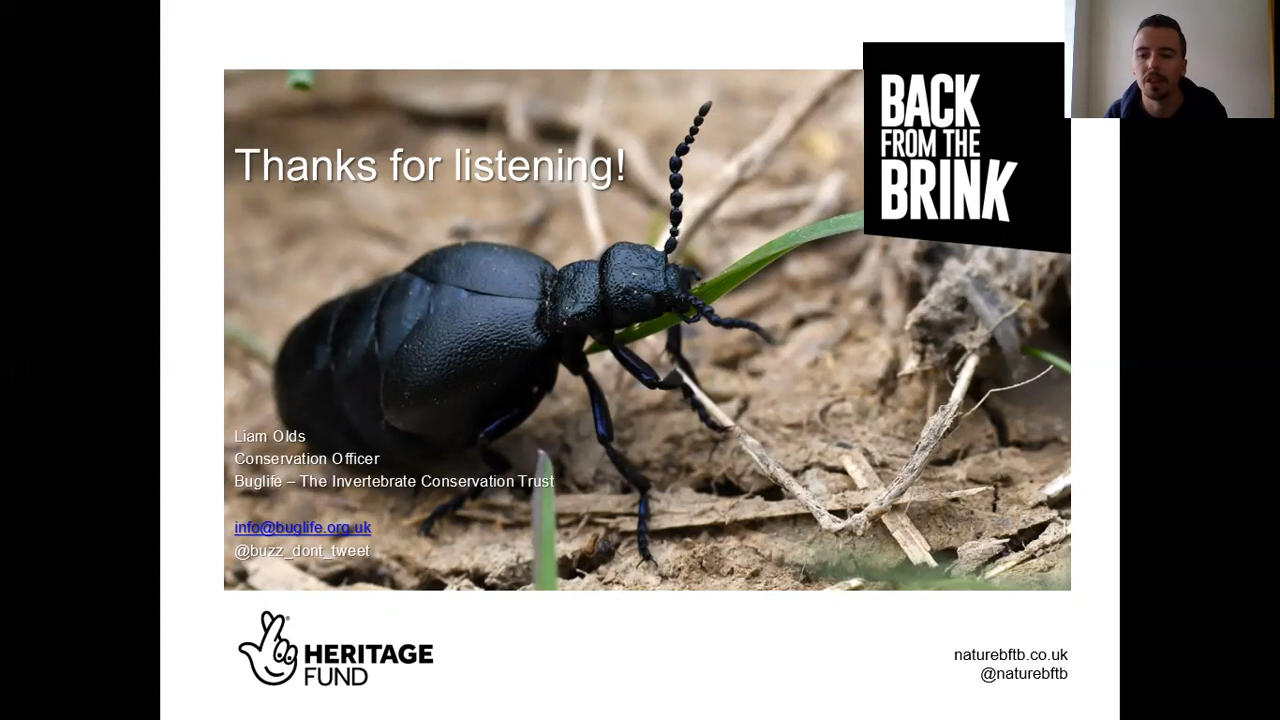 BACK
FROM THE
BRINK
Thanks for listening!
Liam Olds
Conservation Officer
Buglife – The Invertebrate Conservation Trust
info@buglife.org.uk
@buzz_dont_tweet
HERITAGE
FUND
naturebftb.co.uk
@naturebftb